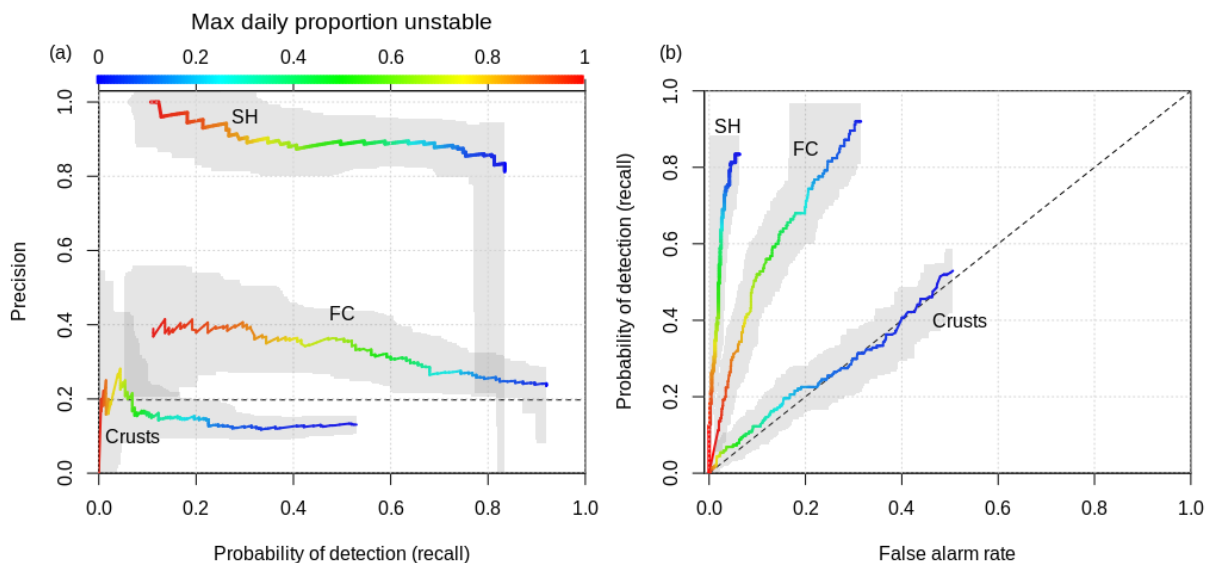 Max daily proportion unstable
(a)
0 0.2 0.4 0.6 0.8 1
Precision
0.0 0.2 0.4 0.6 0.8 1.0
SH
FC
Crusts
0.0 0.2 0.4 0.6 0.8 1.0
Probability of detection (recall)
(b)
Probability of detection (recall)
0.0 0.2 0.4 0.6 0.8 1.0
SH
FC
Crusts
0.0 0.2 0.4 0.6 0.8 1.0
False alarm rate